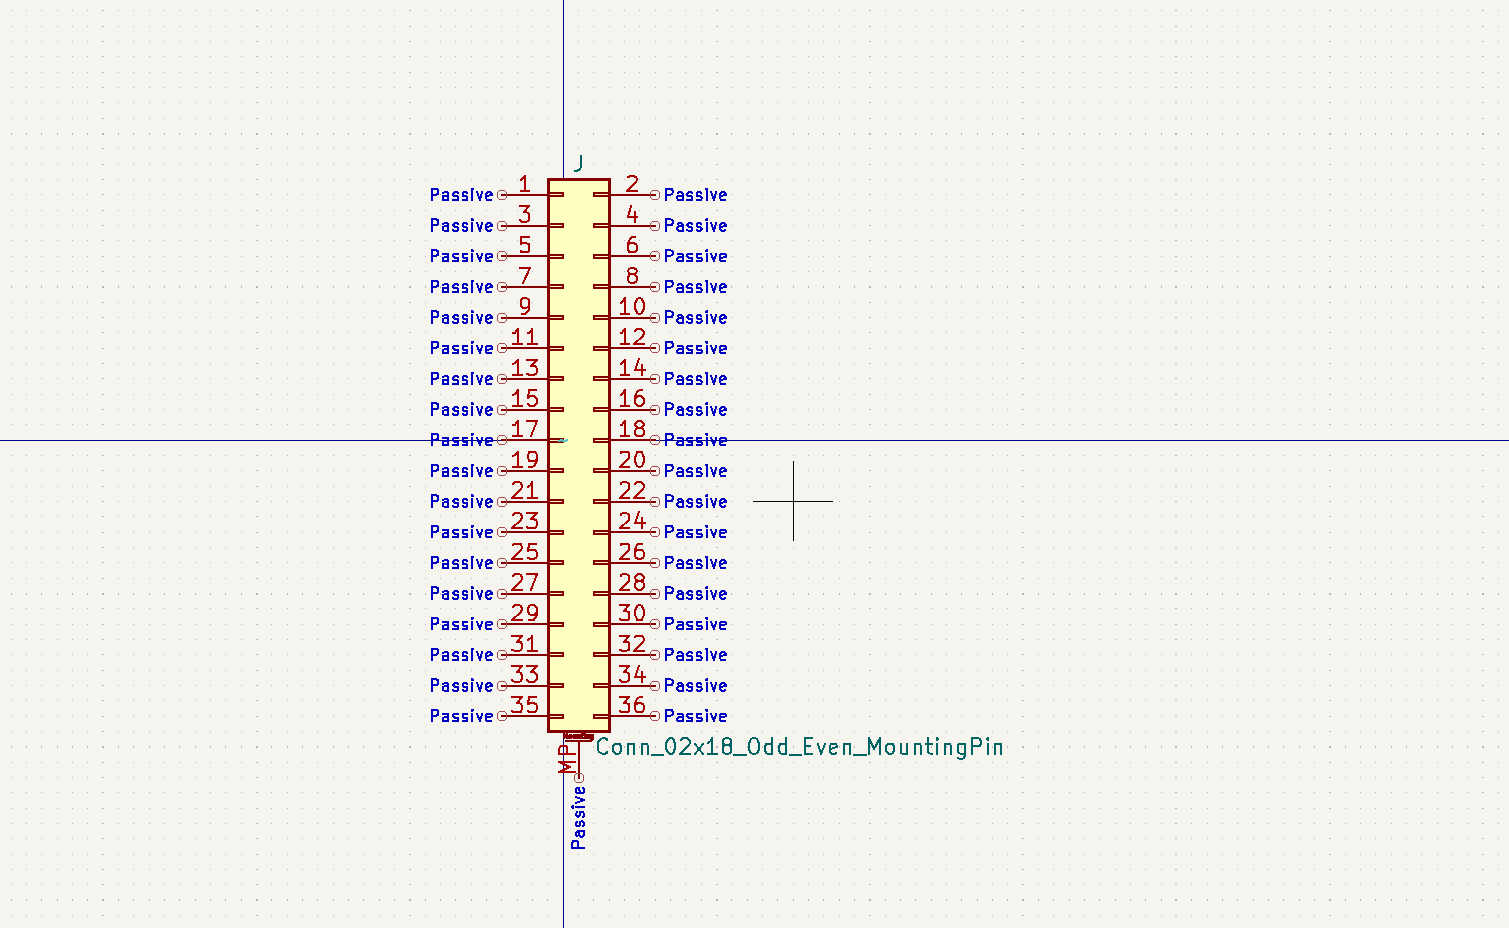 J
Passive 1 2 Passive
Passive 3 4 Passive
Passive 5 6 Passive
Passive 7 8 Passive
Passive 9 10 Passive
Passive 11 12 Passive
Passive 13 14 Passive
Passive 15 16 Passive
Passive 17 18 Passive
Passive 19 20 Passive
Passive 21 22 Passive
Passive 23 24 Passive
Passive 25 26 Passive
Passive 27 28 Passive
Passive 29 30 Passive
Passive 31 32 Passive
Passive 33 34 Passive
Passive 35 36 Passive
MP
Conn_02x18_Odd_Even_MountingPin
Passive